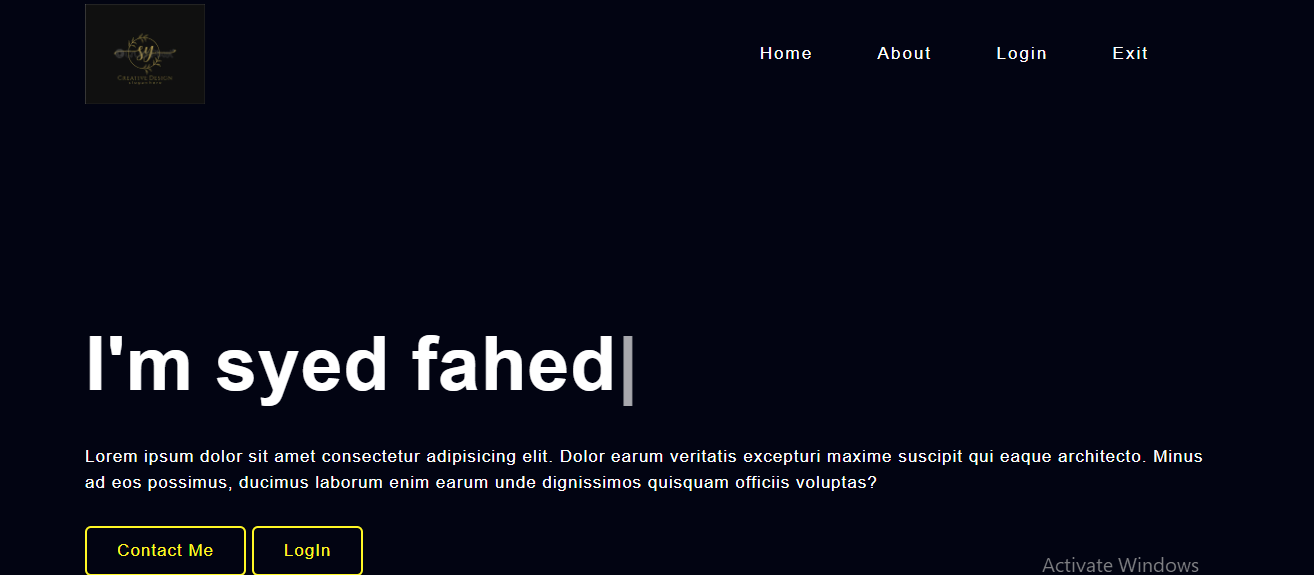 sy
CREATIVE DESIGN
Home About Login Exit
I'm syed fahed|
Lorem ipsum dolor sit amet consectetur adipisicing elit. Dolor earum veritatis excepturi maxime suscipit qui eaque architecto. Minus
ad eos possimus, ducimus laborum enim earum unde dignissimos quisquam officiis voluptas?
Contact Me LogIn
Activate Windows